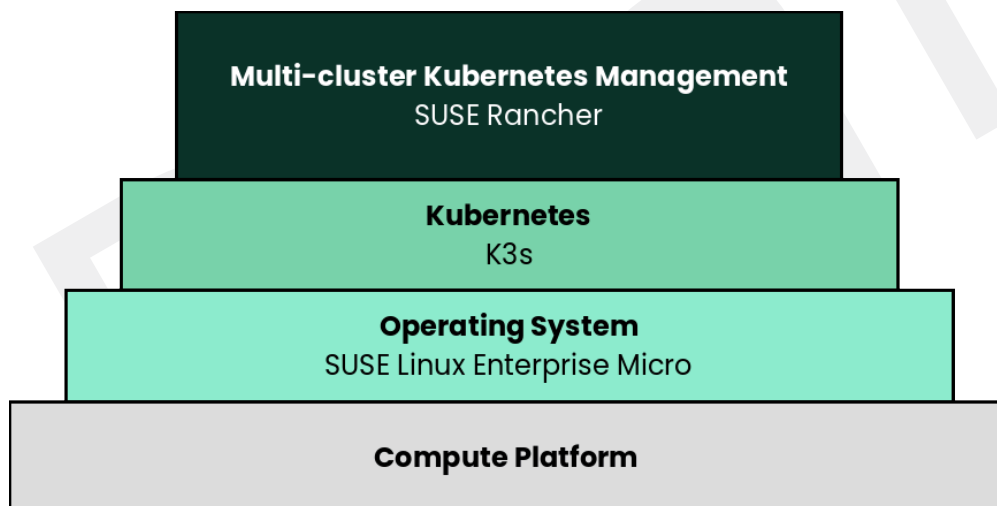 Multi-cluster Kubernetes Management
SUSE Rancher
Kubernetes
K3s
Operating System
SUSE Linux Enterprise Micro
Compute Platform